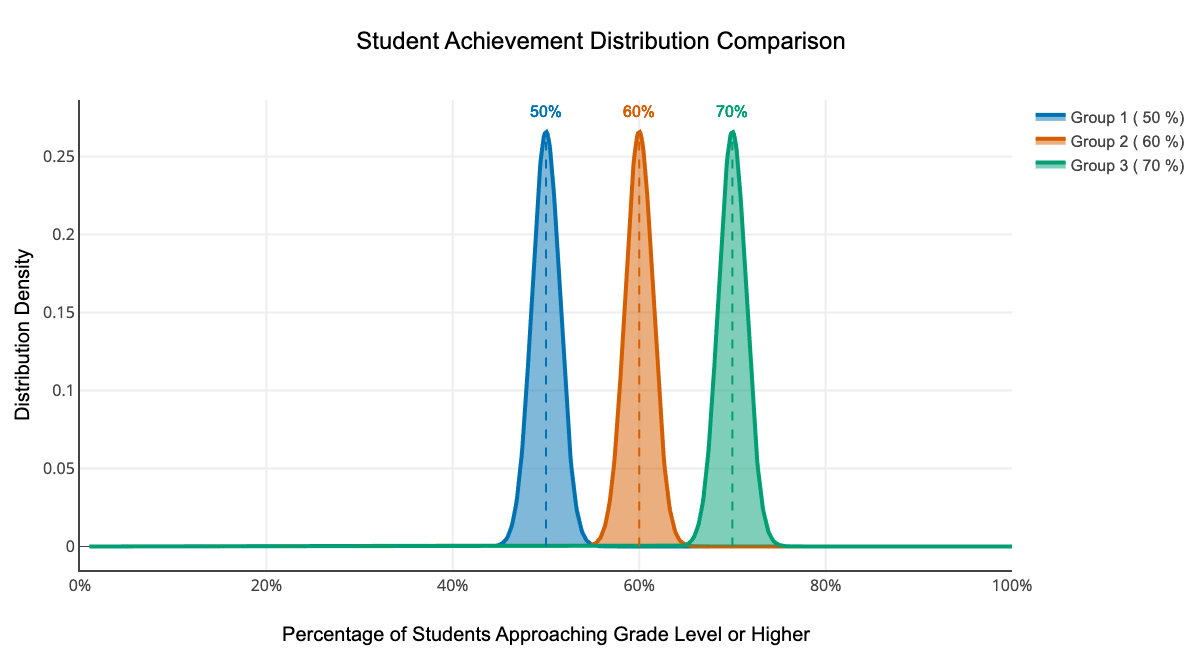 Student Achievement Distribution Comparison
50%
60%
70%
Group 1 ( 50 %)
Group 2 ( 60 %)
Group 3 ( 70 %)
Distribution Density
0.25
0.2
0.15
0.1
0.05
0
0%
20%
40%
60%
80%
100%
Percentage of Students Approaching Grade Level or Higher